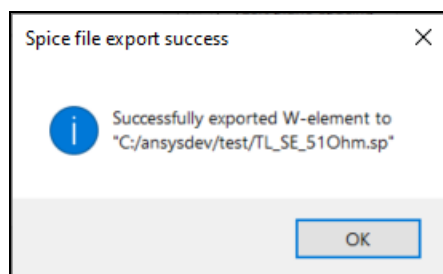 Spice file export success
Successfully exported W-element to
"C:/ansysdev/test/TL_SE_51Ohm.sp"
OK